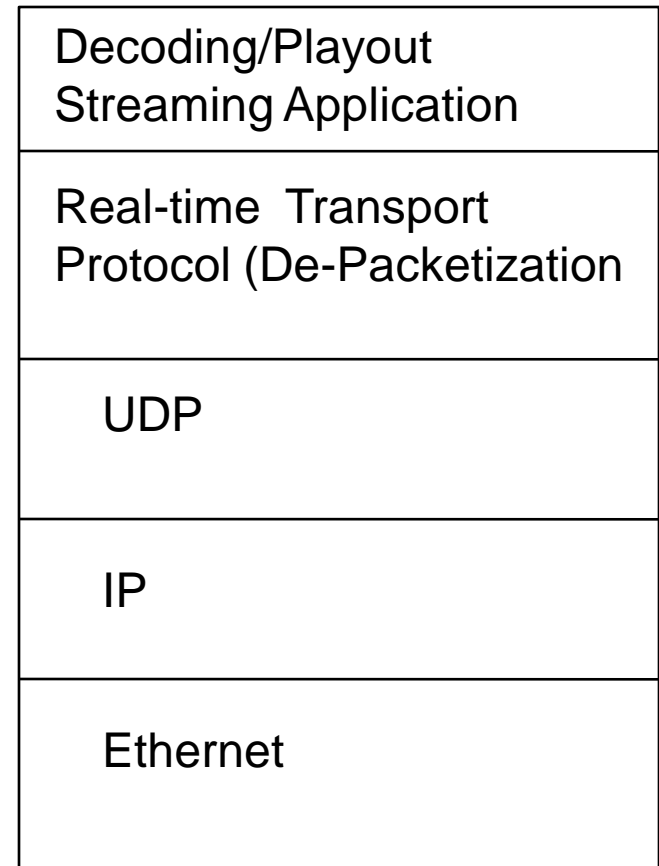 Decoding/Playout
Streaming Application
Real-time Transport
Protocol (De-Packetization
UDP
IP
Ethernet